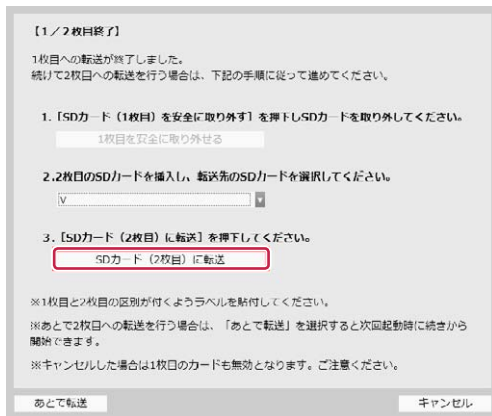 【1／2枚目終了】
1枚目への転送が終了しました。
続けて2枚目への転送を行う場合は、下記の手順に従って進めてください。
1.［SDカード（1枚目）を安全に取り外す］を押下しSDカードを取り外してください。
1枚目を安全に取り外せる
2.2枚目のSDカードを挿入し、転送先のSDカードを選択してください。
V
3.［SDカード（2枚目）に転送］を押下してください。
SDカード（2枚目）に転送
※1枚目と2枚目の区別が付くようラベルを貼付してください。
※あとで2枚目への転送を行う場合は、「あとで転送」を選択すると次回起動時に続きから
開始できます。
※キャンセルした場合は1枚目のカードも無効となります。ご注意ください。
あとで転送
キャンセル